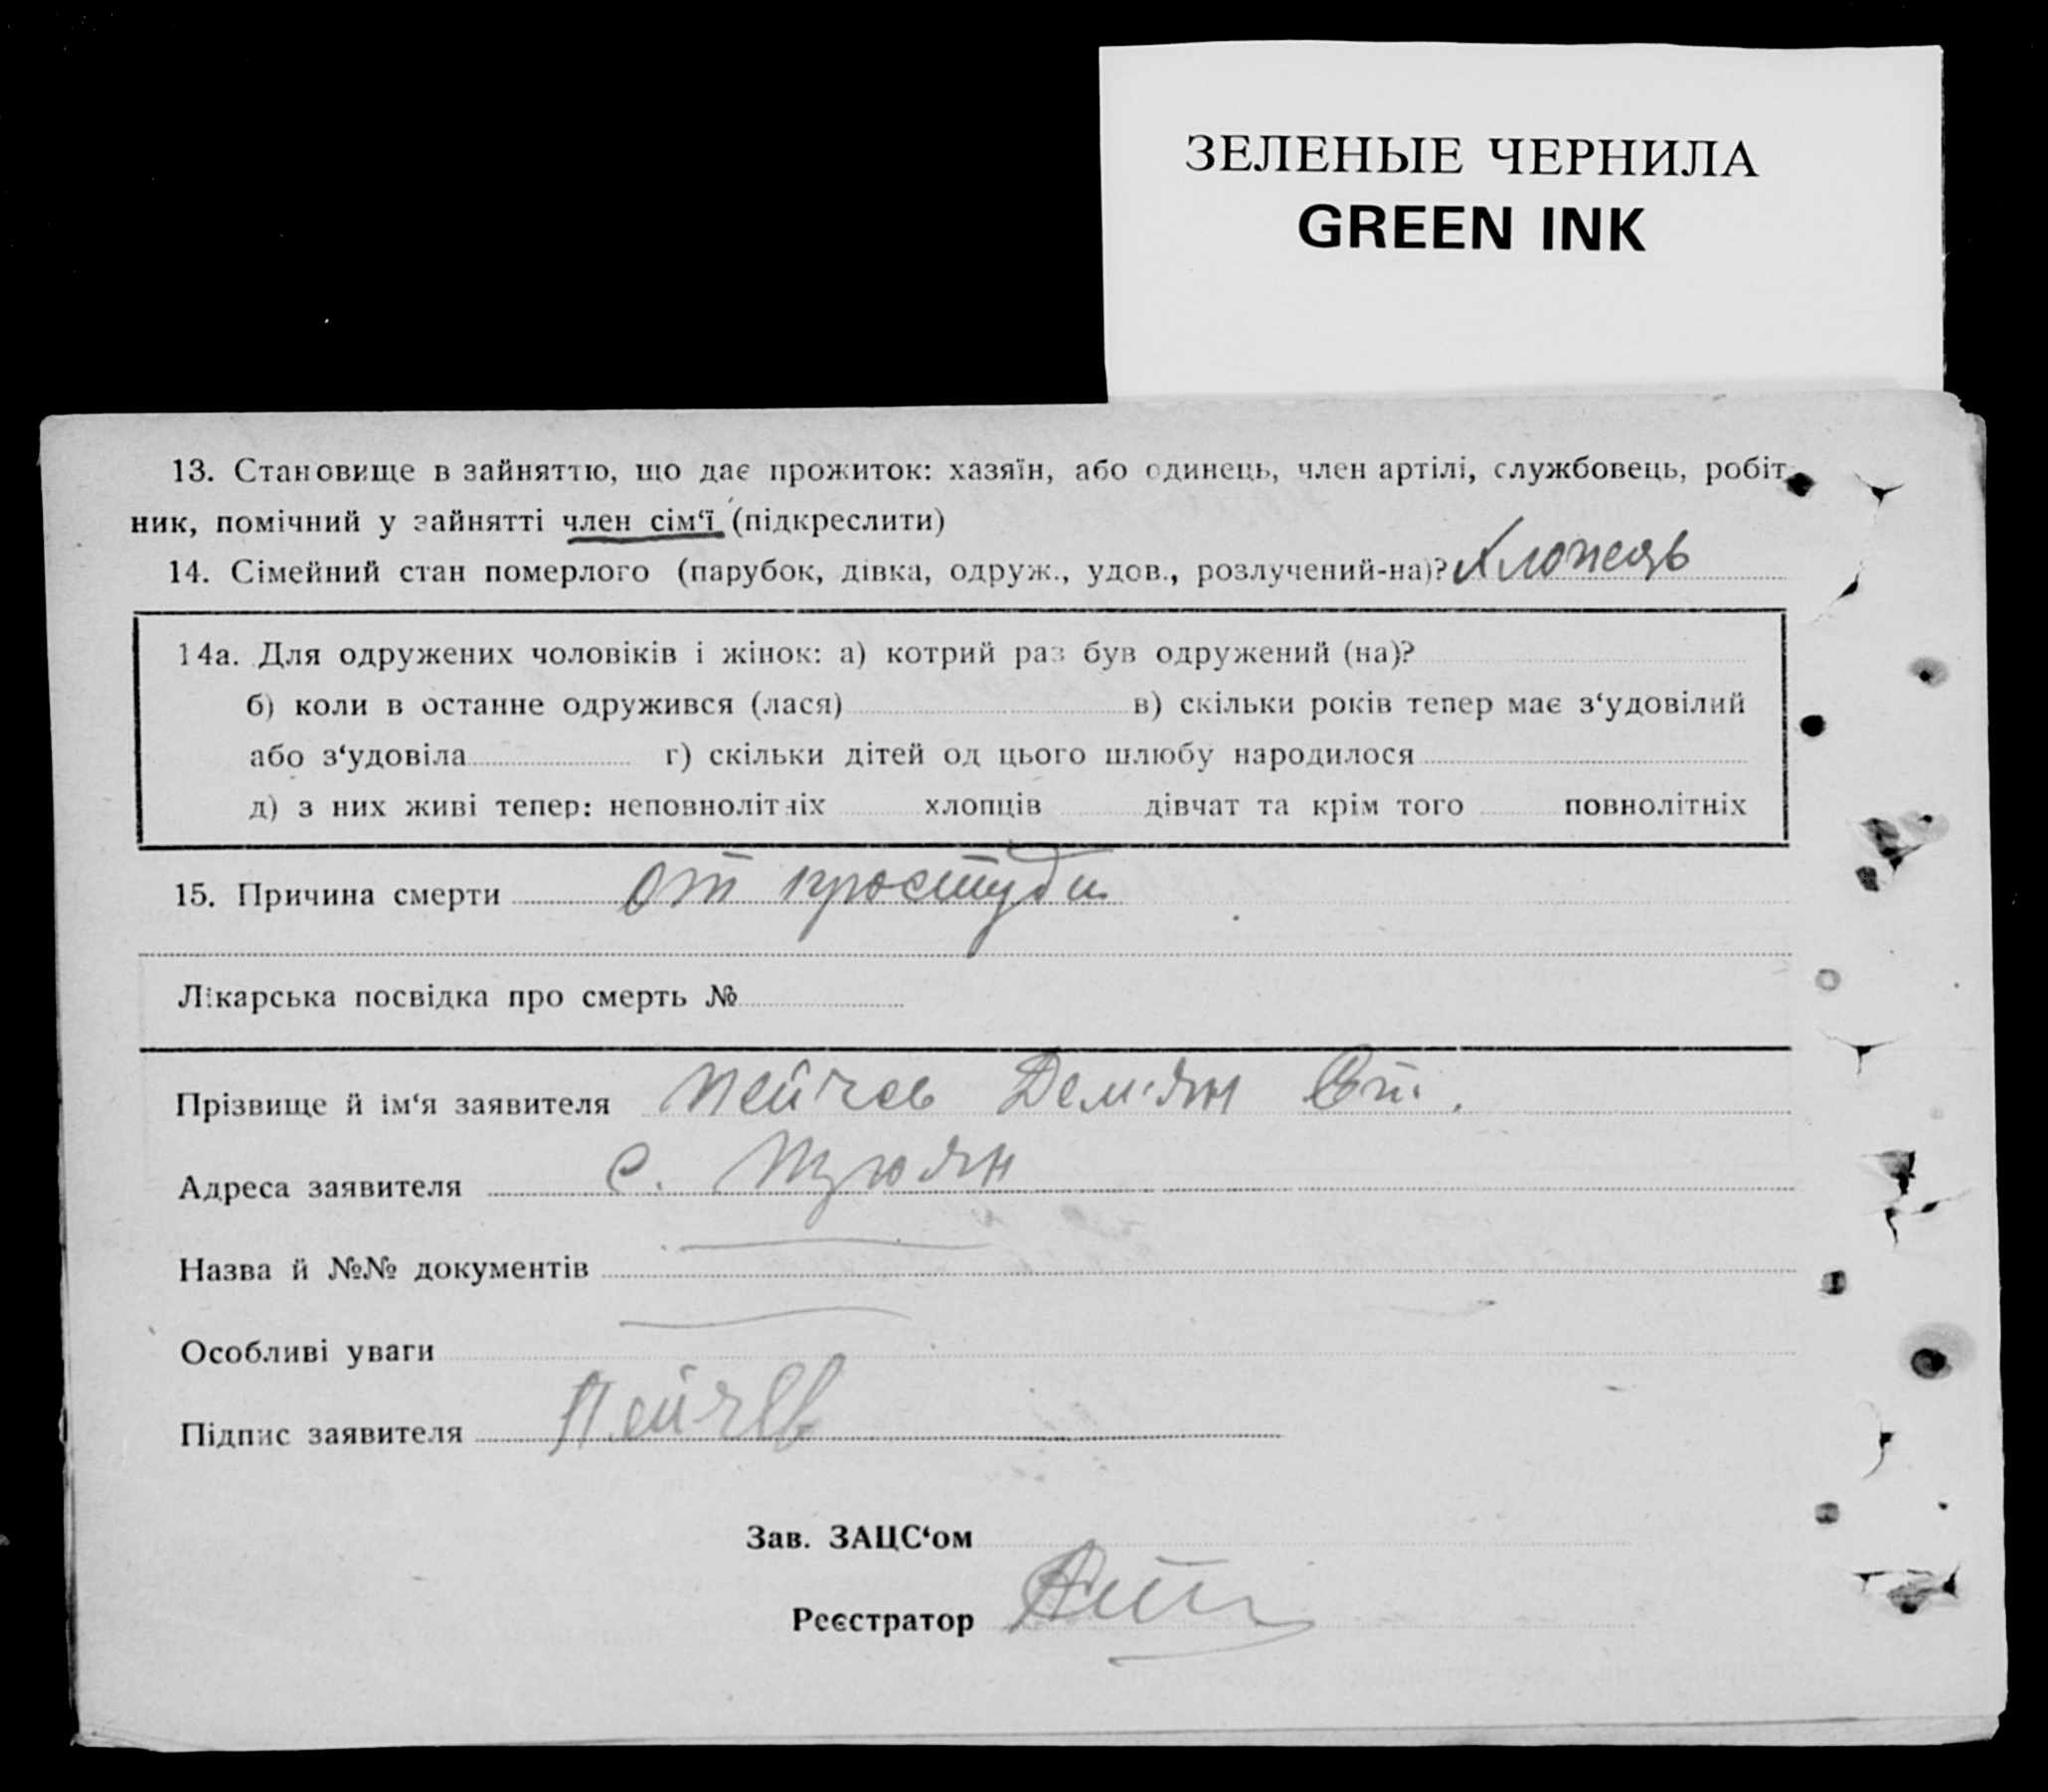 ЗЕЛЕНЫЕ ЧЕРНИЛА
GREEN INK
13. Становище в зайняттю, що дає прожиток: хазяїн, або одинець, член артілі, службовець, робіт-
ник, помічний у зайнятті член сім‘ї (підкреслити)
14. Сімейний стан померлого (парубок, дівка, одруж., удов., розлучений-на)? Хлопець
14а. Для одружених чоловіків і жінок: а) котрий раз був одружений (на)?
б) коли в останнє одружився (лася) в) скільки років тепер має з‘удовілий
або з‘удовіла г) скільки дітей од цього шлюбу народилося
д) з них живі тепер: неповнолітніх хлопців дівчат та крім того повнолітніх
15. Причина смерти от простуди
Лікарська посвідка про смерть №
Прізвище й ім‘я заявителя Пейчев Дем'ян
Адреса заявителя с.
Назва й №№ документів
Особливі уваги
Підпис заявителя Пейчев
Зав. ЗАЦС‘ом
Реєстратор